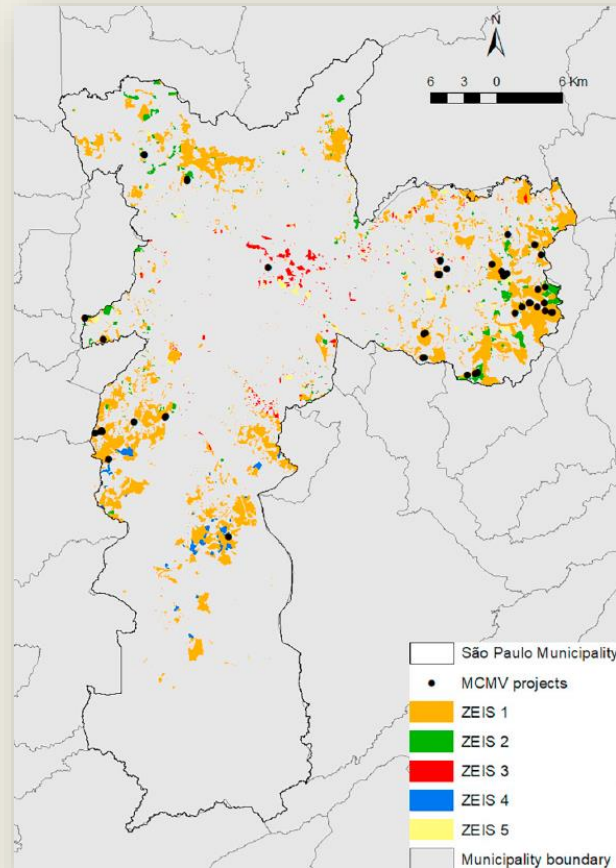 N
6 3 0 6 Km
São Paulo Municipality
MCMV projects
ZEIS 1
ZEIS 2
ZEIS 3
ZEIS 4
ZEIS 5
Municipality boundary